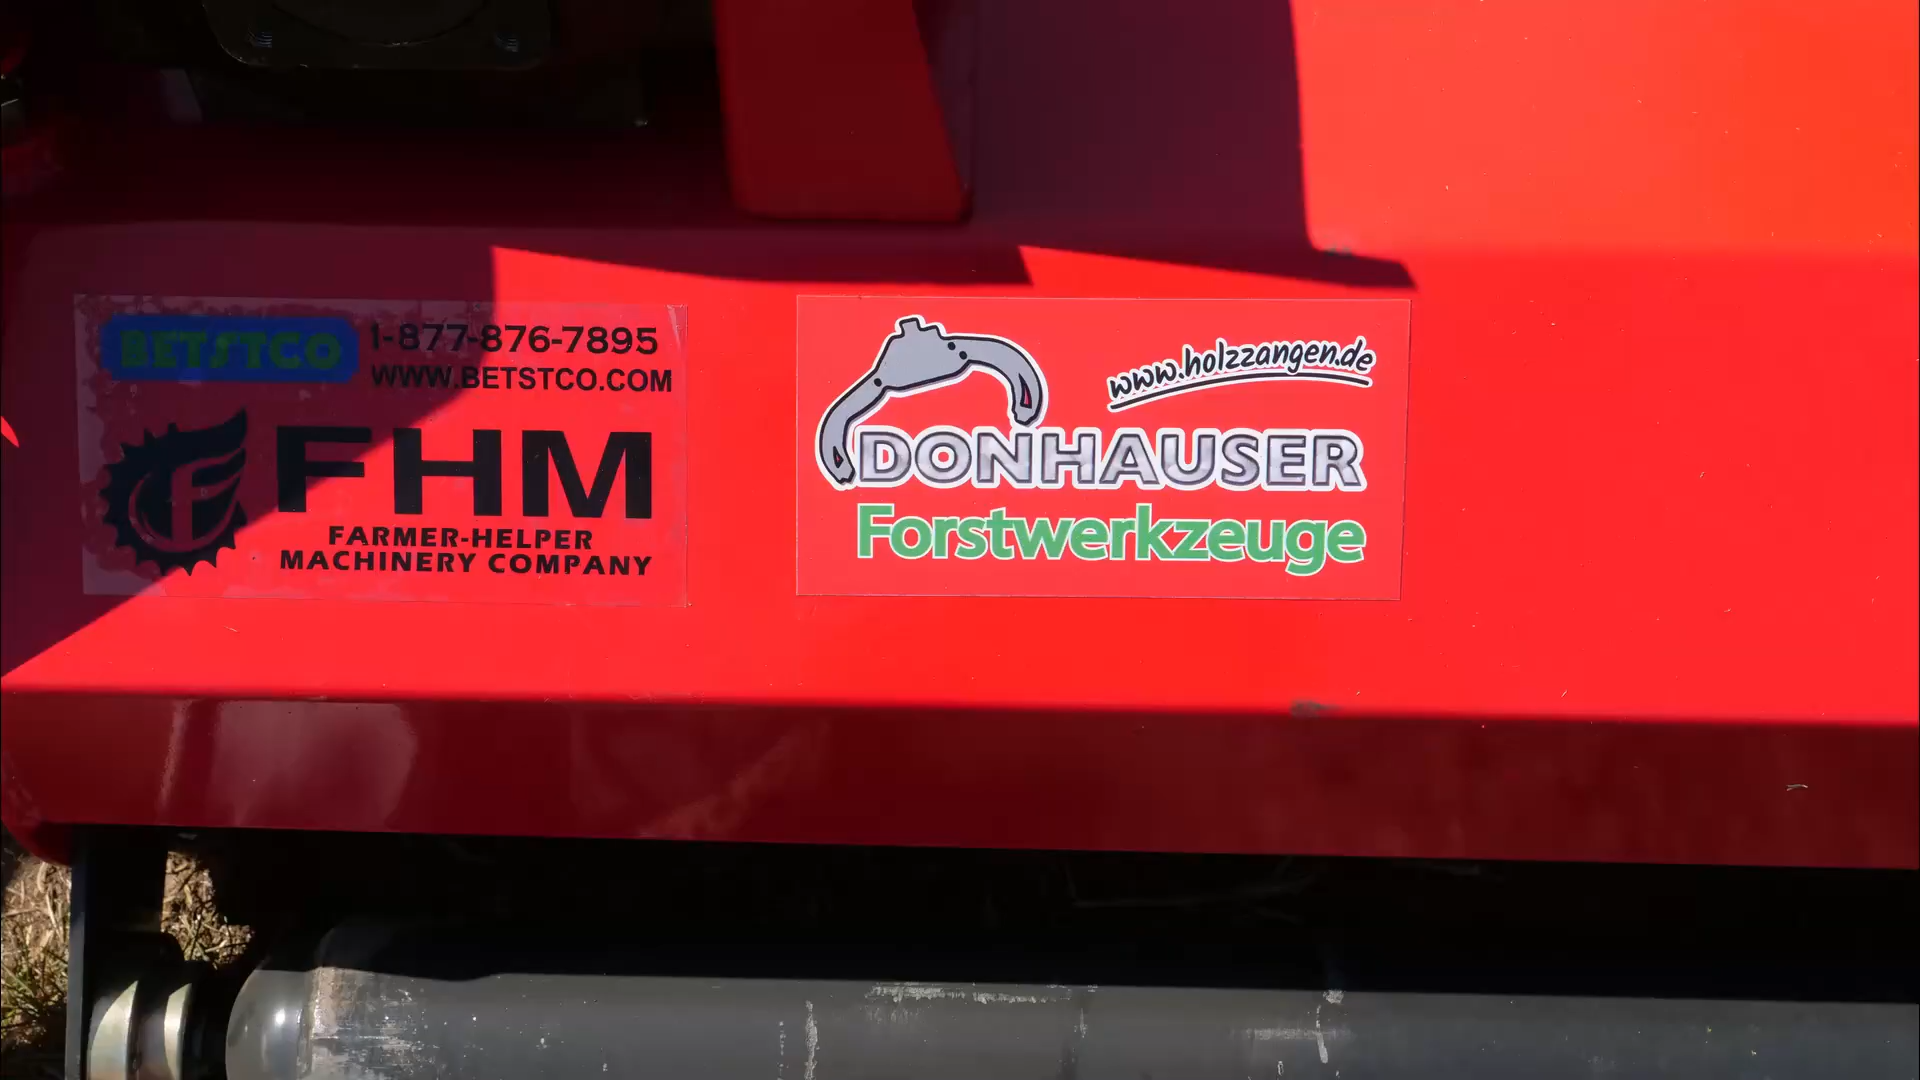 BETSTCO
1-877-876-7895
WWW.BETSTCO.COM
F
FHM
FARMER-HELPER
MACHINERY COMPANY
www.holzzangen.de
DONHAUSER
Forstwerkzeuge